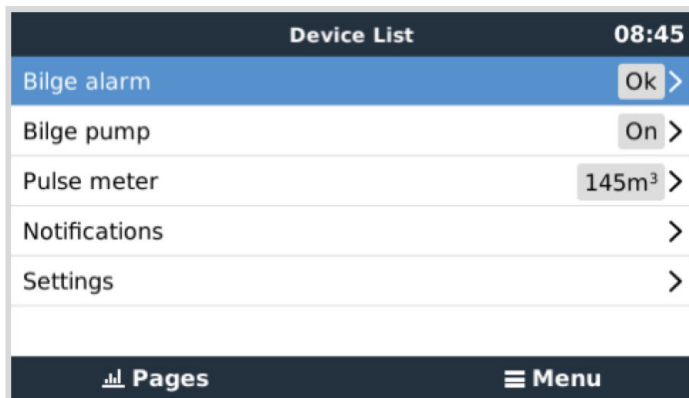 Device List 08:45
Bilge alarm Ok
Bilge pump On
Pulse meter 145m³
Notifications
Settings
Pages Menu